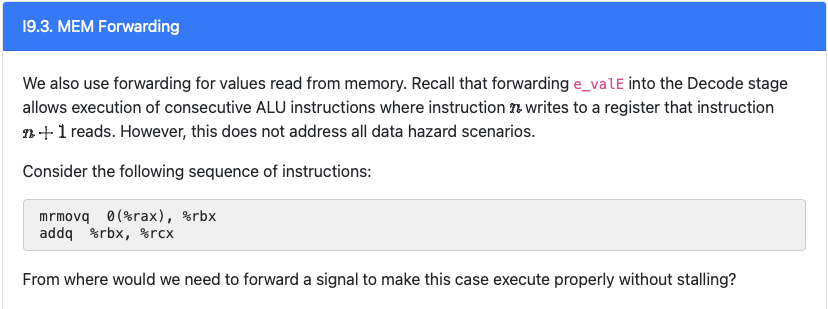 I9.3. MEM Forwarding
We also use forwarding for values read from memory. Recall that forwarding e_valE into the Decode stage
allows execution of consecutive ALU instructions where instruction n writes to a register that instruction
n + 1 reads. However, this does not address all data hazard scenarios.
Consider the following sequence of instructions:
mrmovq  0(%rax), %rbx
addq  %rbx, %rcx
From where would we need to forward a signal to make this case execute properly without stalling?